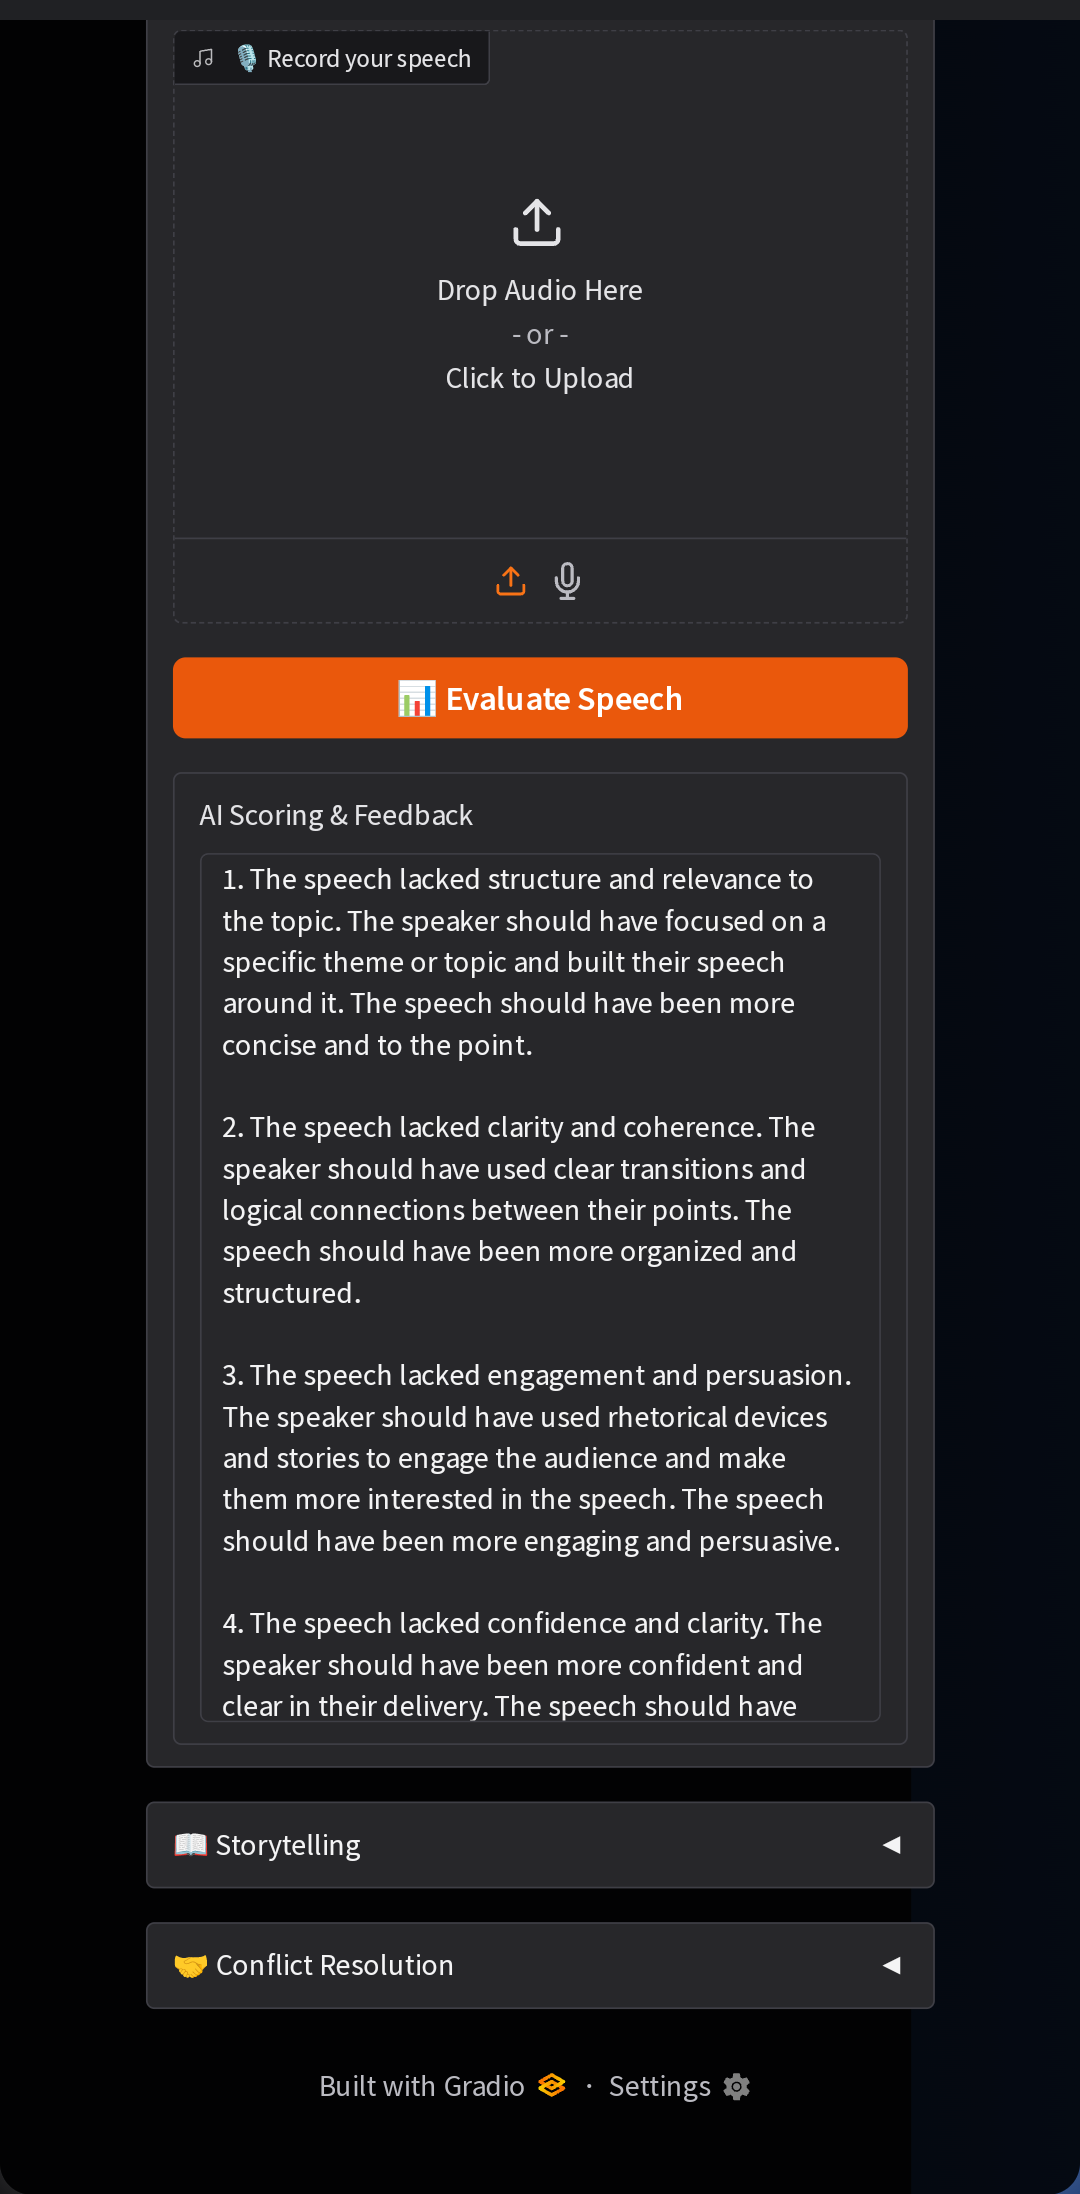 🎙️ Record your speech
Drop Audio Here
- or -
Click to Upload
📊 Evaluate Speech
AI Scoring & Feedback
1. The speech lacked structure and relevance to
the topic. The speaker should have focused on a
specific theme or topic and built their speech
around it. The speech should have been more
concise and to the point.
2. The speech lacked clarity and coherence. The
speaker should have used clear transitions and
logical connections between their points. The
speech should have been more organized and
structured.
3. The speech lacked engagement and persuasion.
The speaker should have used rhetorical devices
and stories to engage the audience and make
them more interested in the speech. The speech
should have been more engaging and persuasive.
4. The speech lacked confidence and clarity. The
speaker should have been more confident and
clear in their delivery. The speech should have
📖 Storytelling
🤝 Conflict Resolution
Built with Gradio · Settings